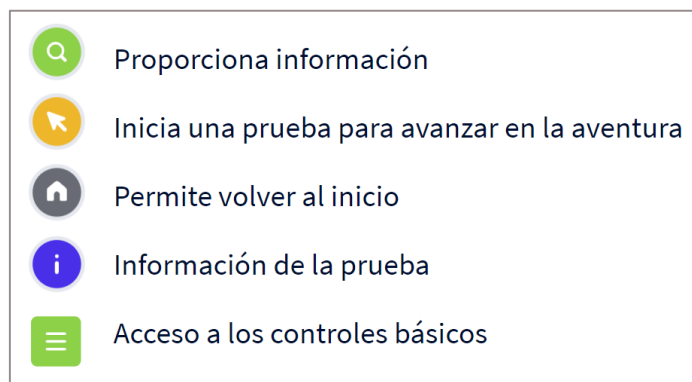 Proporciona información
Inicia una prueba para avanzar en la aventura
Permite volver al inicio
Información de la prueba
Acceso a los controles básicos